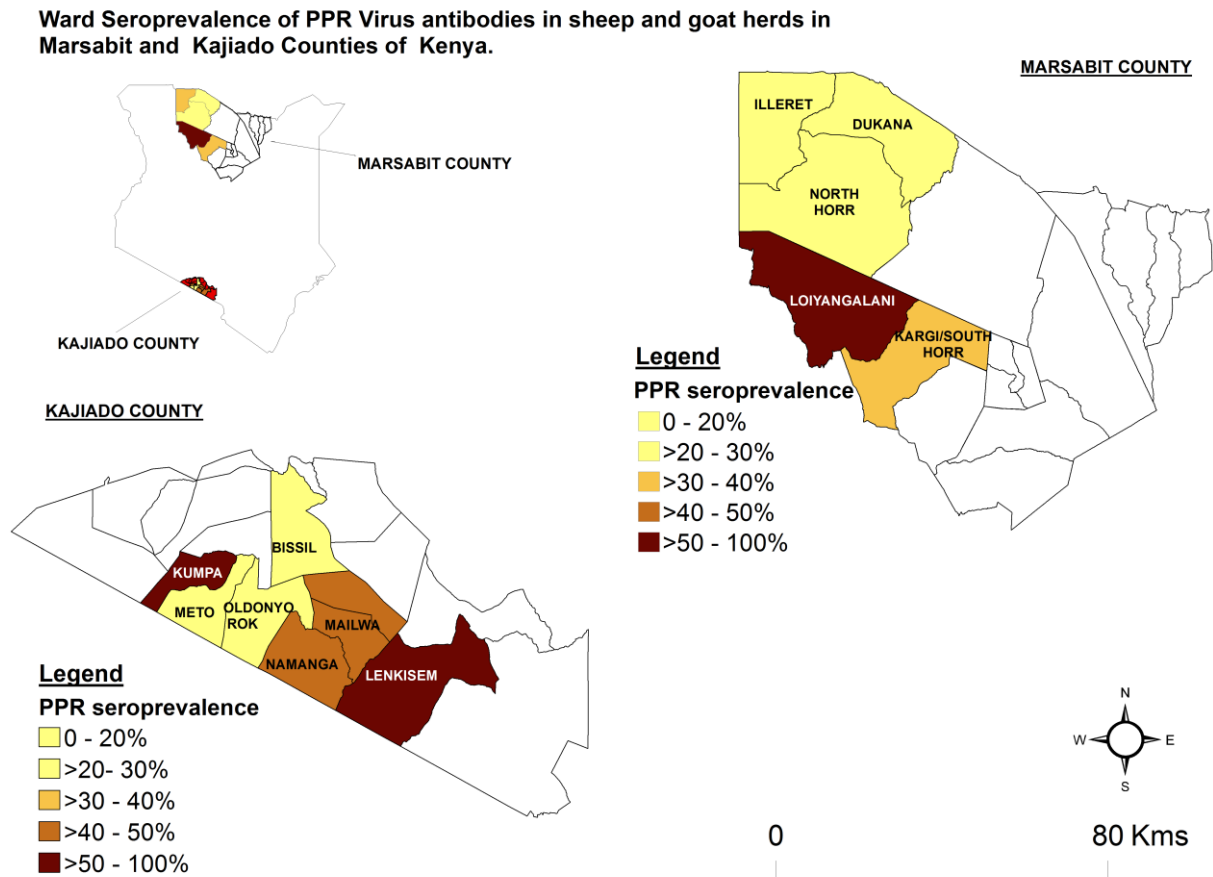 Ward Seroprevalence of PPR Virus antibodies in sheep and goat herds in
Marsabit and Kajiado Counties of Kenya.
MARSABIT COUNTY
KAJIADO COUNTY
MARSABIT COUNTY
ILLERET
DUKANA
NORTH
HORR
LOIYANGALANI
KARGI/SOUTH
HORR
Legend
PPR seroprevalence
0 - 20%
>20 - 30%
>30 - 40%
>40 - 50%
>50 - 100%
KAJIADO COUNTY
BISSIL
KUMPA
METO
OLDONYO
ROK
MAILWA
NAMANGA
LENKISEM
Legend
PPR seroprevalence
0 - 20%
>20- 30%
>30 - 40%
>40 - 50%
>50 - 100%
N
W
E
S
0
80 Kms